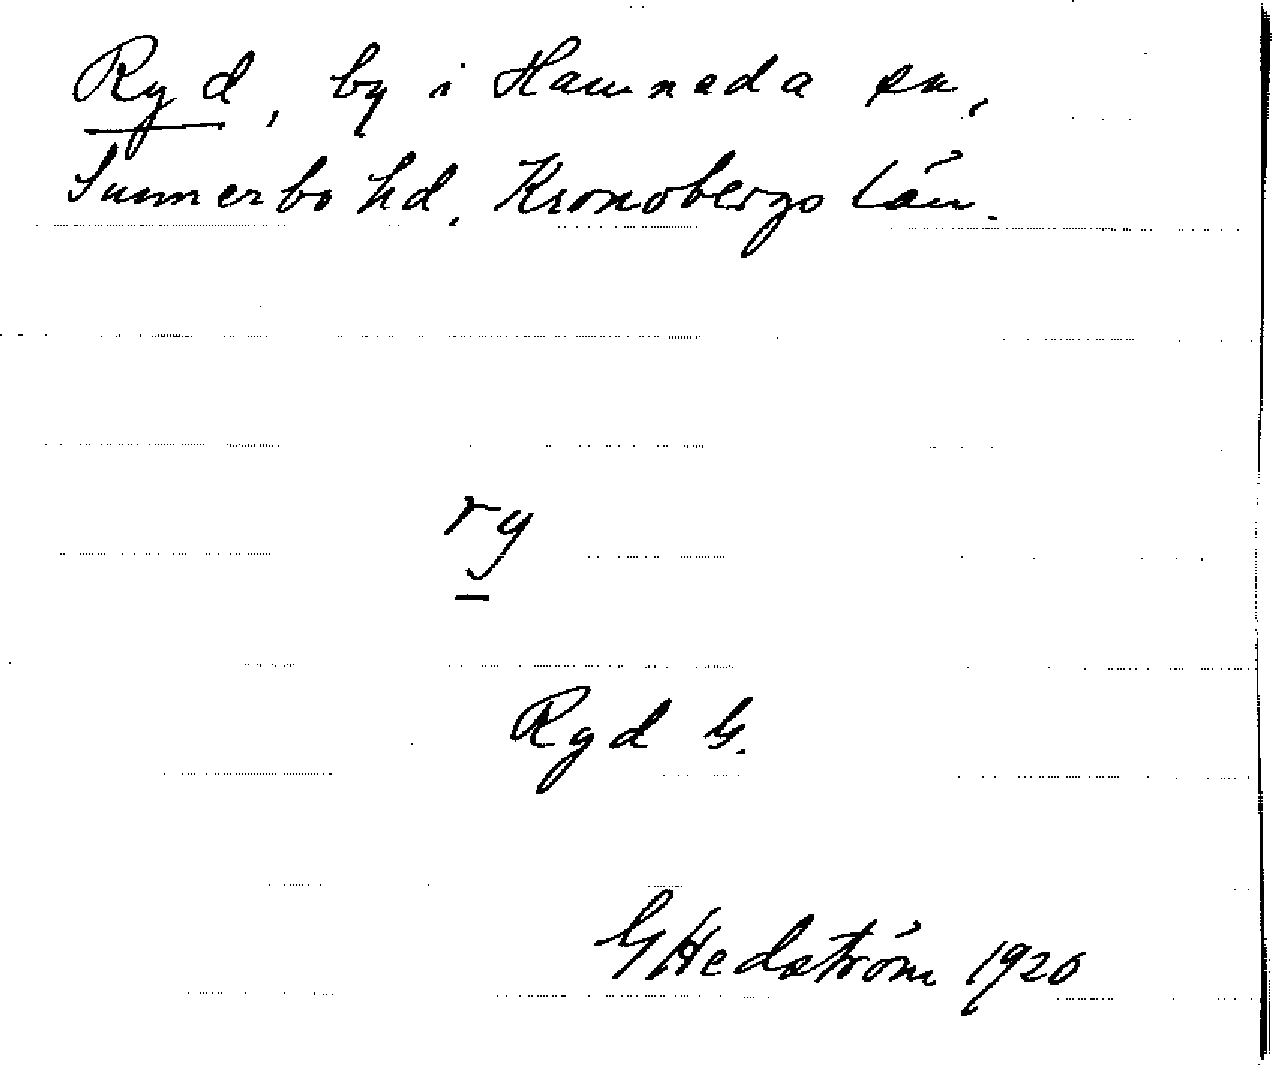 Ryd, by i Hamneda sn,
Sunnerbo hd, Kronobergs län.
ry
Ryd G.
G Hedström 1920